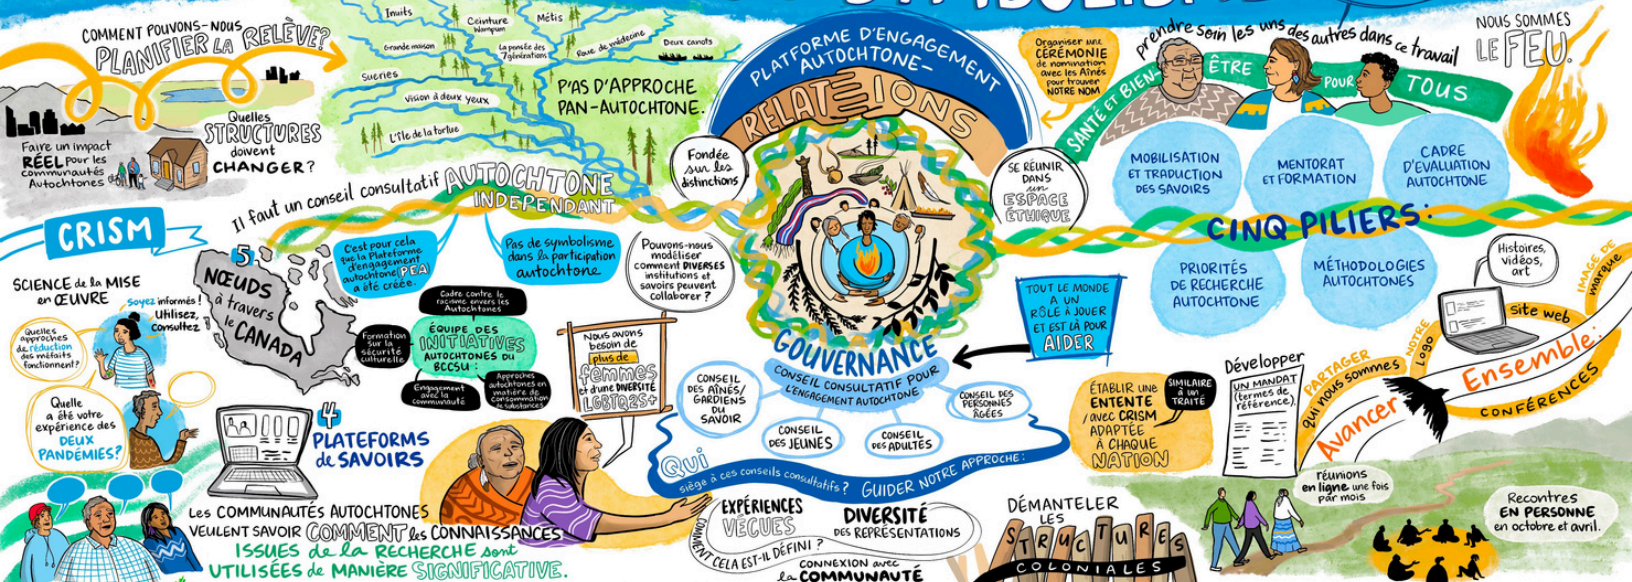 COMMENT POUVONS-NOUS
PLANIFIER LA RELÈVE?
Quelles
STRUCTURES
doivent
CHANGER?
Faire un impact
RÉEL pour les
communautés
Autochtones
Inuits
Ceinture
Wampum
Métis
Grande maison
La pensée des
7 générations
Roue de médecine
Deux canots
Sueries
Vision à deux yeux
L'île de la tortue
P'AS D'APPROCHE
PAN-AUTOCHTONE.
PLATFORME D'ENGAGEMENT
AUTOCHTONE-
RELATIONS
Fondée
sur les
distinctions
SE RÉUNIR
DANS
un
ESPACE
ÉTHIQUE
Organiser une
CÉRÉMONIE
de nomination
avec les Aînés
pour trouver
NOTRE NOM
prendre soin les uns des autres dans ce travail
SANTÉ ET BIEN-ÊTRE POUR TOUS
NOUS SOMMES
LE FEU.
MOBILISATION
ET TRADUCTION
DES SAVOIRS
MENTORAT
ET FORMATION
CADRE
D'ÉVALUATION
AUTOCHTONE
CINQ PILIERS:
PRIORITÉS
DE RECHERCHE
AUTOCHTONE
MÉTHODOLOGIES
AUTOCHTONES
Il faut un conseil consultatif AUTOCHTONE
INDEPENDANT
C'est pour cela
que la Plateforme
d'engagement
autochtone (PEA)
a été créée.
Pas de symbolisme
dans la participation
autochtone
Pouvons-nous
modéliser
comment DIVERSES
institutions et
savoirs peuvent
collaborer ?
CRISM
SCIENCE de la MISE
en ŒUVRE
Soyez informés !
Utilisez,
Consultez
Quelles
approches
de réduction
des méfaits
fonctionnent?
Quelle
a été votre
expérience des
DEUX
PANDÉMIES?
5
NŒUDS
à travers
le CANADA
Cadre contre le
racisme envers les
Autochtones
Formation
sur la
sécurité
culturelle
ÉQUIPE DES
INITIATIVES
AUTOCHTONES DU
BCCSU :
Engagement
avec la
communauté
Approches
autochtones en
matière de
consommation
de substances
Nous avons
besoin de
plus de
femmes
et d'une DIVERSITÉ
LGBTQ2S+
4
PLATEFORMS
de SAVOIRS
Les COMMUNAUTÉS AUTOCHTONES
VEULENT SAVOIR COMMENT les CONNAISSANCES
ISSUES de la RECHERCHE sont
UTILISÉES de MANIÈRE SIGNIFICATIVE.
GOUVERNANCE
CONSEIL CONSULTATIF POUR
L'ENGAGEMENT AUTOCHTONE
CONSEIL
DES AÎNÉS/
GARDIENS
DU
SAVOIR
CONSEIL
DES JEUNES
CONSEIL
DES ADULTES
CONSEIL DES
PERSONNES
ÂGÉES
Qui
siège à ces conseils consultatifs? GUIDER NOTRE APPROCHE:
EXPÉRIENCES
VÉCUES
DIVERSITÉ
DES REPRÉSENTATIONS
COMMENT CELA EST-IL DÉFINI ?
CONNEXION avec
la COMMUNAUTÉ
TOUT LE MONDE
A UN
RÔLE À JOUER
ET EST LÀ POUR
AIDER
ÉTABLIR une
ENTENTE
avec CRISM
ADAPTÉE
À CHAQUE
NATION
SIMILAIRE
à un
TRAITÉ
DÉMANTELER
LES
STRUCTURES
COLONIALES
Développer
UN MANDAT
(termes de
référence).
PARTAGER
qui nous sommes
NOTRE
LOGO
Histoires,
vidéos,
art
Site web
IMAGE DE
marque
Avancer
Ensemble:
CONFÉRENCES
réunions
en ligne une fois
par mois
Recontres
EN PERSONNE
en octobre et avril.